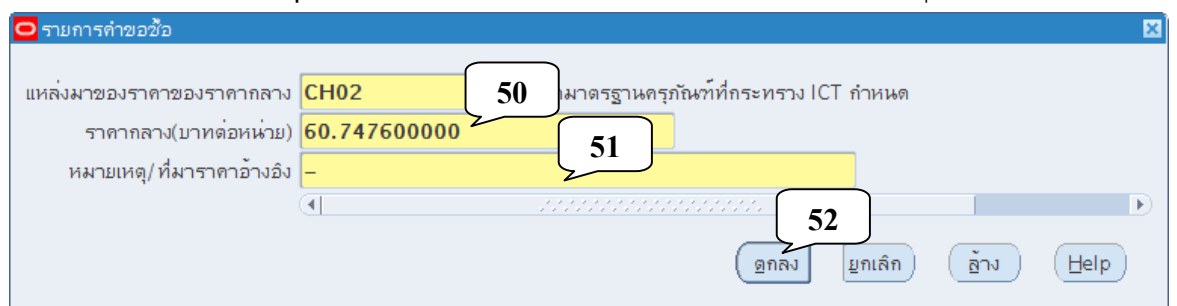 รายการคำขอซื้อ
แหล่งมาของราคาของราคากลาง CH02 50 มาตรฐานครุภัณฑ์ที่กระทรวง ICT กำหนด
ราคากลาง(บาทต่อหน่วย) 60.747600000
51
หมายเหตุ/ที่มาราคาอ้างอิง –
52
ตกลง ยกเลิก ล้าง Help